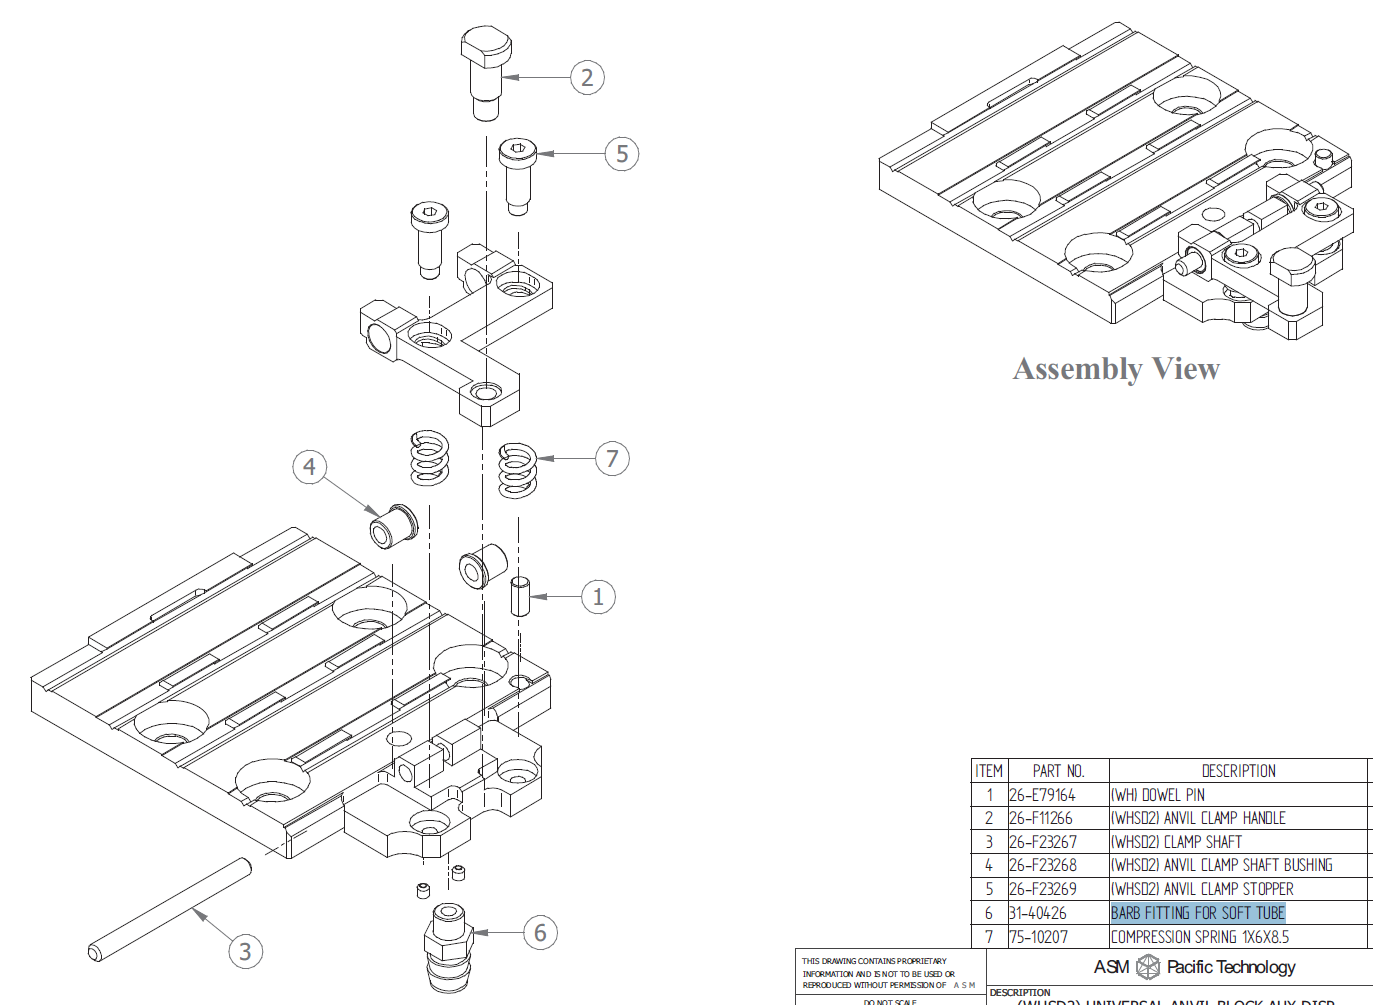 2
5
4
7
1
3
6
Assembly View
ITEM PART NO. DESCRIPTION
1 26-E79164 (WH) DOWEL PIN
2 26-F11266 (WHSD2) ANVIL CLAMP HANDLE
3 26-F23267 (WHSD2) CLAMP SHAFT
4 26-F23268 (WHSD2) ANVIL CLAMP SHAFT BUSHING
5 26-F23269 (WHSD2) ANVIL CLAMP STOPPER
6 31-40426 BARB FITTING FOR SOFT TUBE
7 75-10207 COMPRESSION SPRING 1X6X8.5
THIS DRAWING CONTAINS PROPRIETARY
INFORMATION AND IS NOT TO BE USED OR
REPRODUCED WITHOUT PERMISSION OF A S M
DO NOT SCALE
ASM Pacific Technology
DESCRIPTION
(WHSD2) UNIVERSAL ANVIL BLOCK AUX DISP